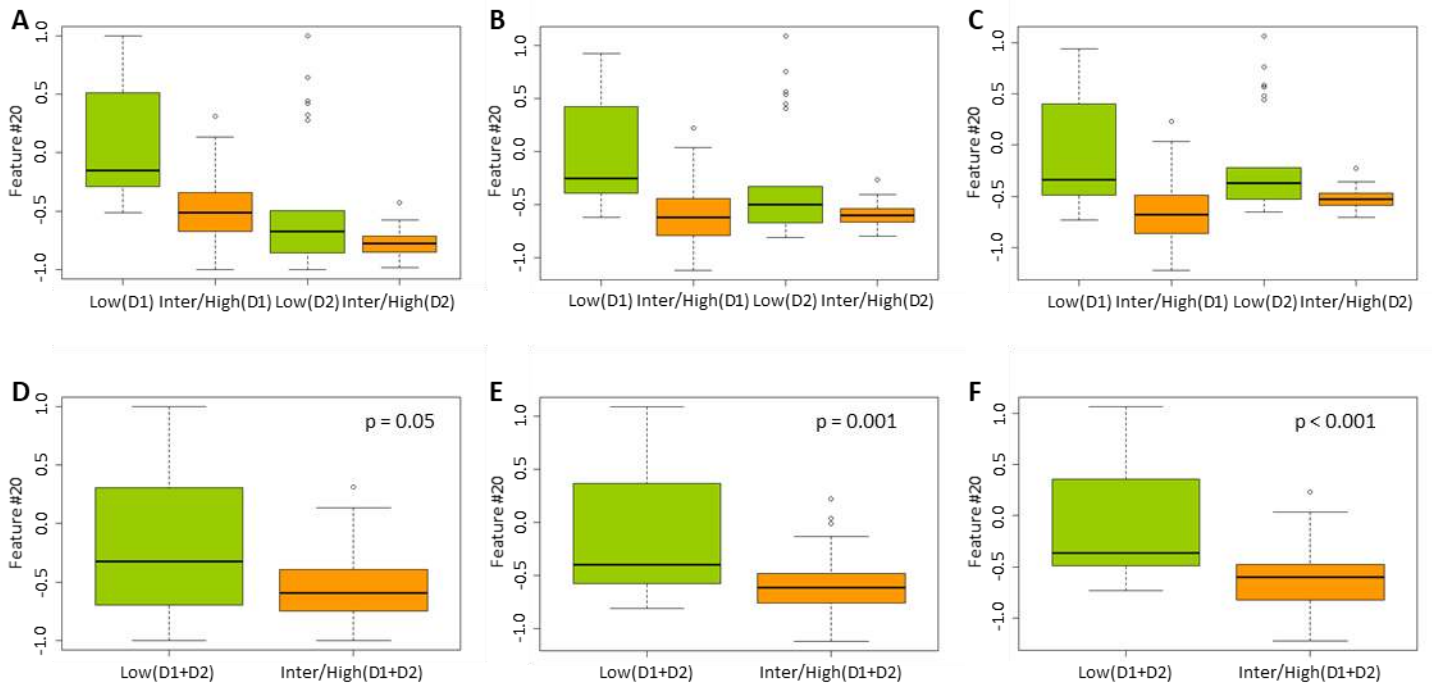 A
B
C
Feature #20
1.0
0.5
0.0
-0.5
-1.0
Low(D1) Inter/High(D1) Low(D2) Inter/High(D2)
Feature #20
1.0
0.5
0.0
-0.5
-1.0
Low(D1) Inter/High(D1) Low(D2) Inter/High(D2)
Feature #20
1.0
0.5
0.0
-0.5
-1.0
Low(D1) Inter/High(D1) Low(D2) Inter/High(D2)
D
E
F
p = 0.05
Feature #20
1.0
0.5
0.0
-0.5
-1.0
Low(D1+D2) Inter/High(D1+D2)
p = 0.001
Feature #20
1.0
0.5
0.0
-0.5
-1.0
Low(D1+D2) Inter/High(D1+D2)
p < 0.001
Feature #20
1.0
0.5
0.0
-0.5
-1.0
Low(D1+D2) Inter/High(D1+D2)